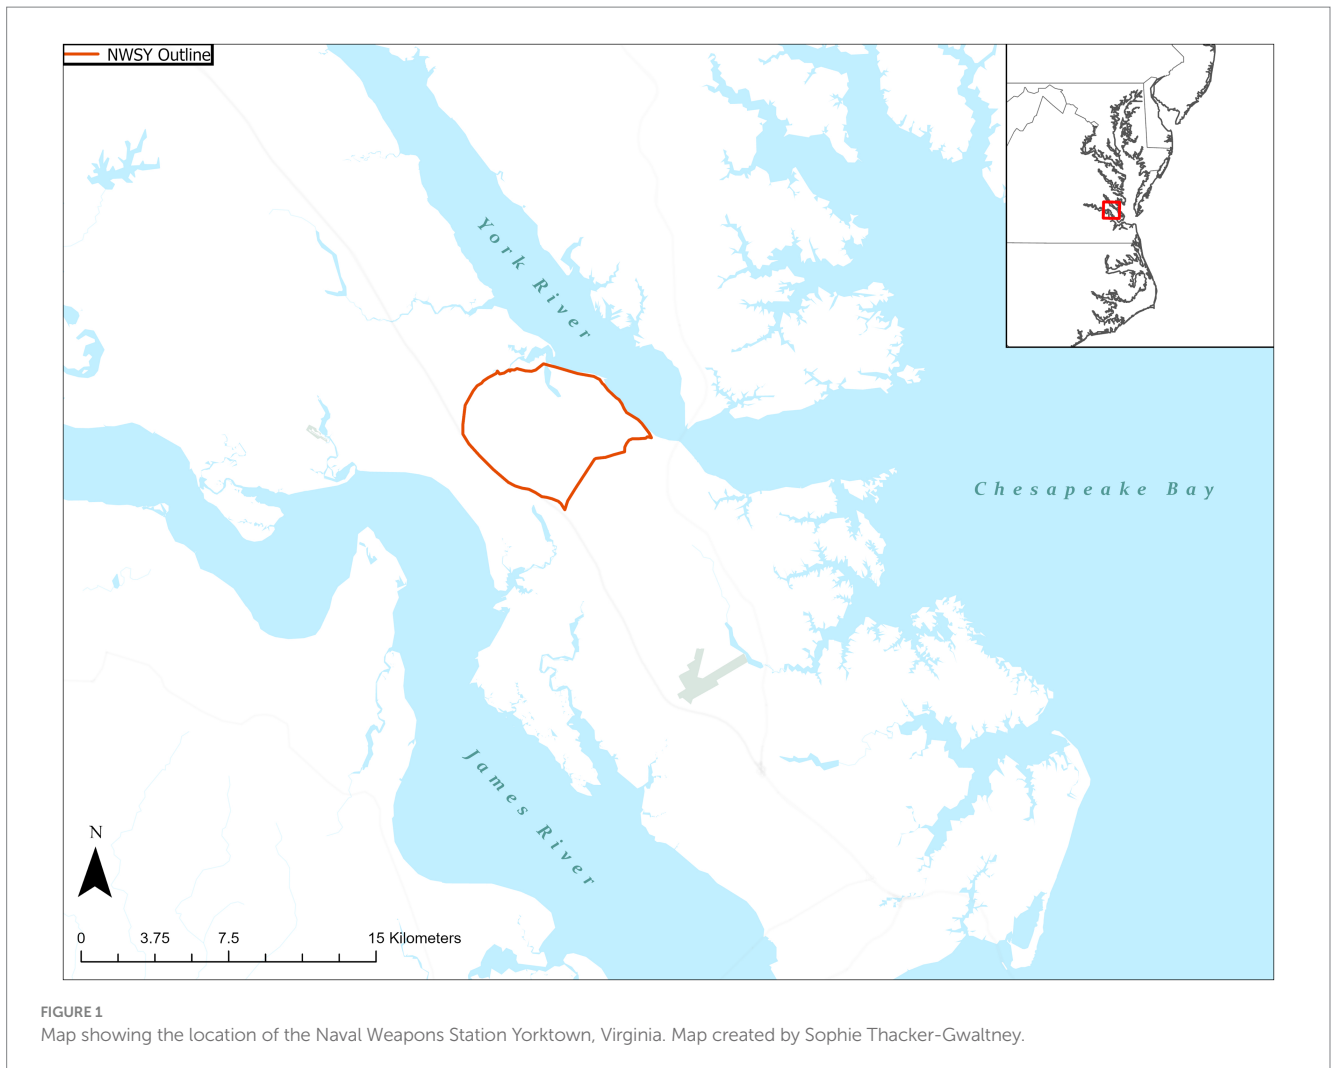 NWSY Outline
York River
Chesapeake Bay
James River
N
0 3.75 7.5 15 Kilometers
FIGURE 1
Map showing the location of the Naval Weapons Station Yorktown, Virginia. Map created by Sophie Thacker-Gwaltney.